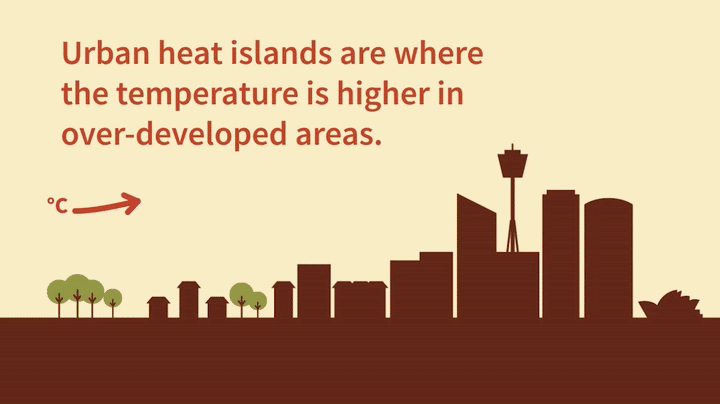 Urban heat islands are where
the temperature is higher in
over-developed areas.
°C